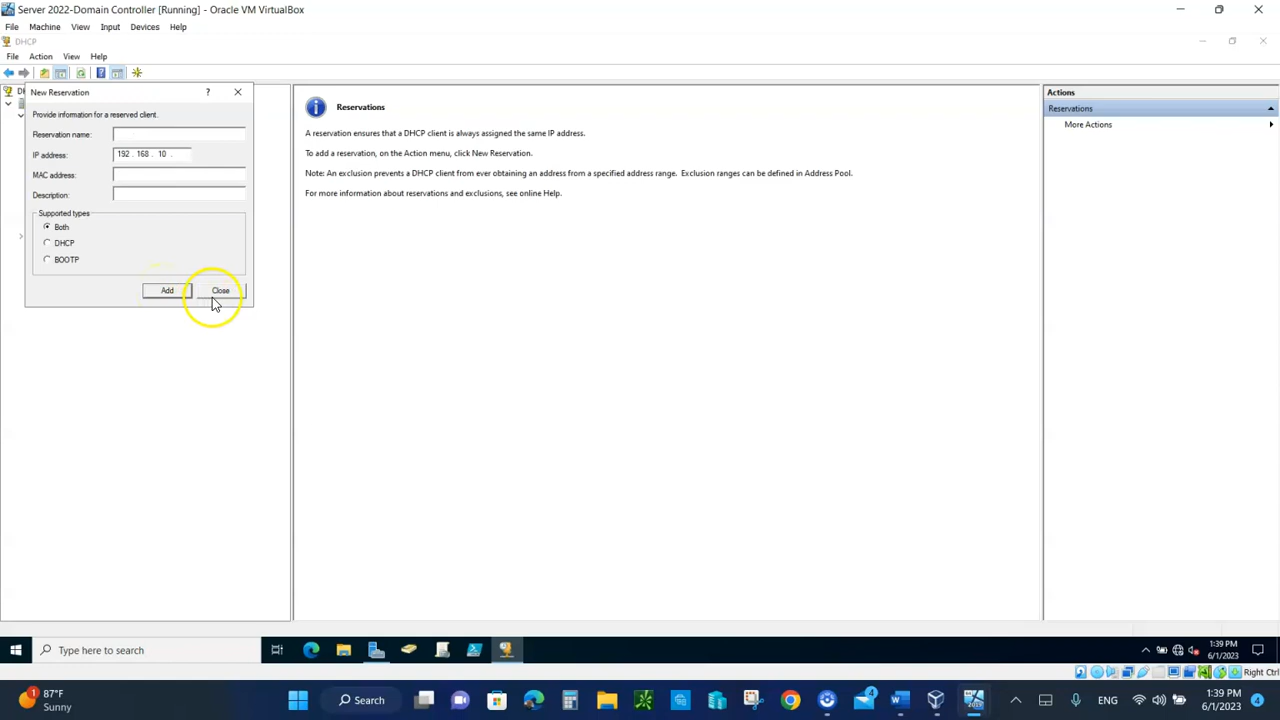 Server 2022-Domain Controller [Running] - Oracle VM VirtualBox
File Machine View Input Devices Help
DHCP
File Action View Help
New Reservation ?
Provide information for a reserved client.
Reservation name:
IP address: 192 . 168 . 10 .
MAC address:
Description:
Supported types
Both
DHCP
BOOTP
Add Close
Reservations
A reservation ensures that a DHCP client is always assigned the same IP address.
To add a reservation, on the Action menu, click New Reservation.
Note: An exclusion prevents a DHCP client from ever obtaining an address from a specified address range. Exclusion ranges can be defined in Address Pool.
For more information about reservations and exclusions, see online Help.
Actions
Reservations
More Actions
Type here to search
1:39 PM
6/1/2023
Right Ctrl
1
87°F
Sunny
Search
4
ENG
1:39 PM
6/1/2023